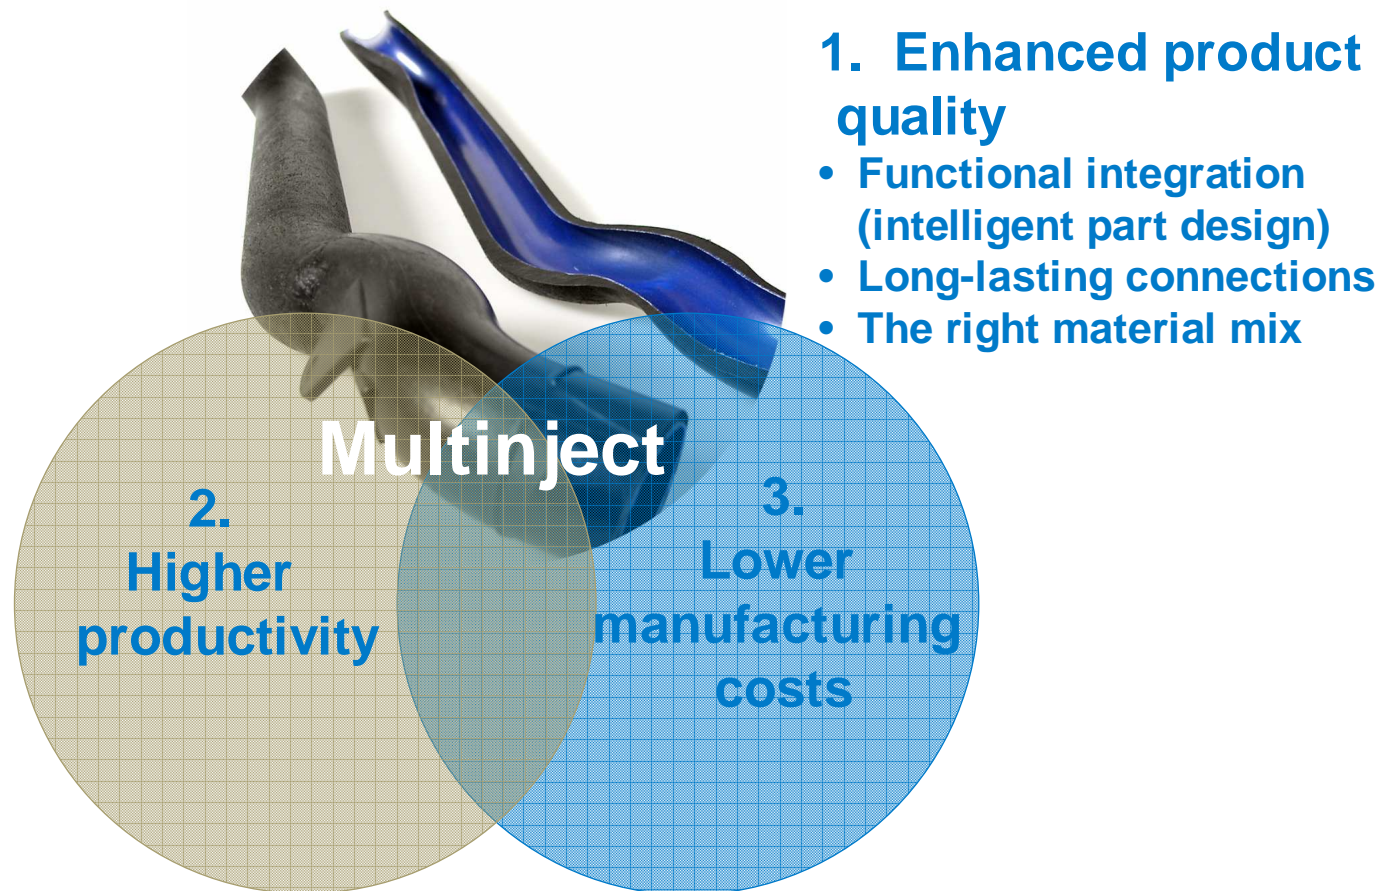 1. Enhanced product
quality
• Functional integration
(intelligent part design)
• Long-lasting connections
• The right material mix
Multinject
2.
Higher
productivity
3.
Lower
manufacturing
costs